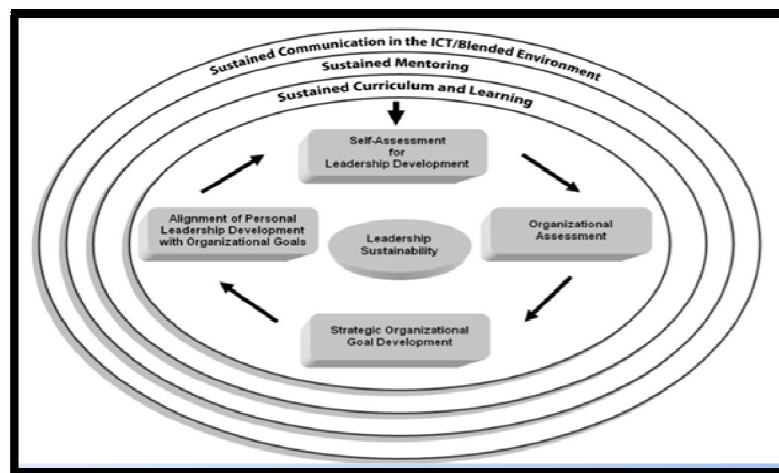 Sustained Communication in the ICT/Blended Environment
Sustained Mentoring
Sustained Curriculum and Learning
Self-Assessment
for
Leadership Development
Alignment of Personal
Leadership Development
with Organizational Goals
Leadership
Sustainability
Organizational
Assessment
Strategic Organizational
Goal Development